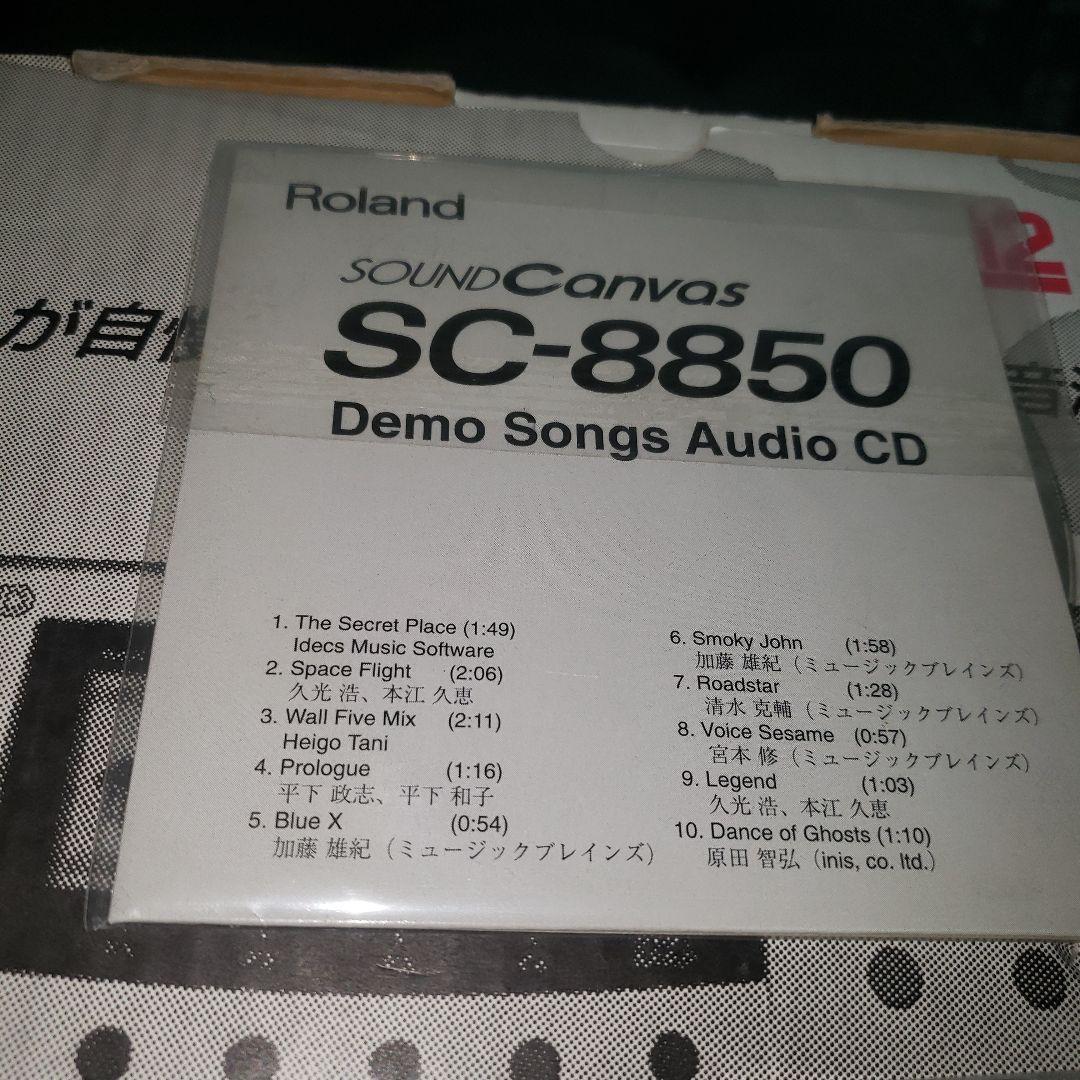 Roland
SOUND Canvas
SC-8850
Demo Songs Audio CD
1. The Secret Place (1:49)
Idecs Music Software
2. Space Flight (2:06)
久光 浩、本江 久恵
3. Wall Five Mix (2:11)
Heigo Tani
4. Prologue (1:16)
平下 政志、平下 和子
5. Blue X (0:54)
加藤 雄紀（ミュージックブレインズ）
6. Smoky John (1:58)
加藤 雄紀（ミュージックブレインズ）
7. Roadstar (1:28)
清水 克輔（ミュージックブレインズ）
8. Voice Sesame (0:57)
宮本 修（ミュージックブレインズ）
9. Legend (1:03)
久光 浩、本江 久恵
10. Dance of Ghosts (1:10)
原田 智弘（inis, co. ltd.）
が自
12
音